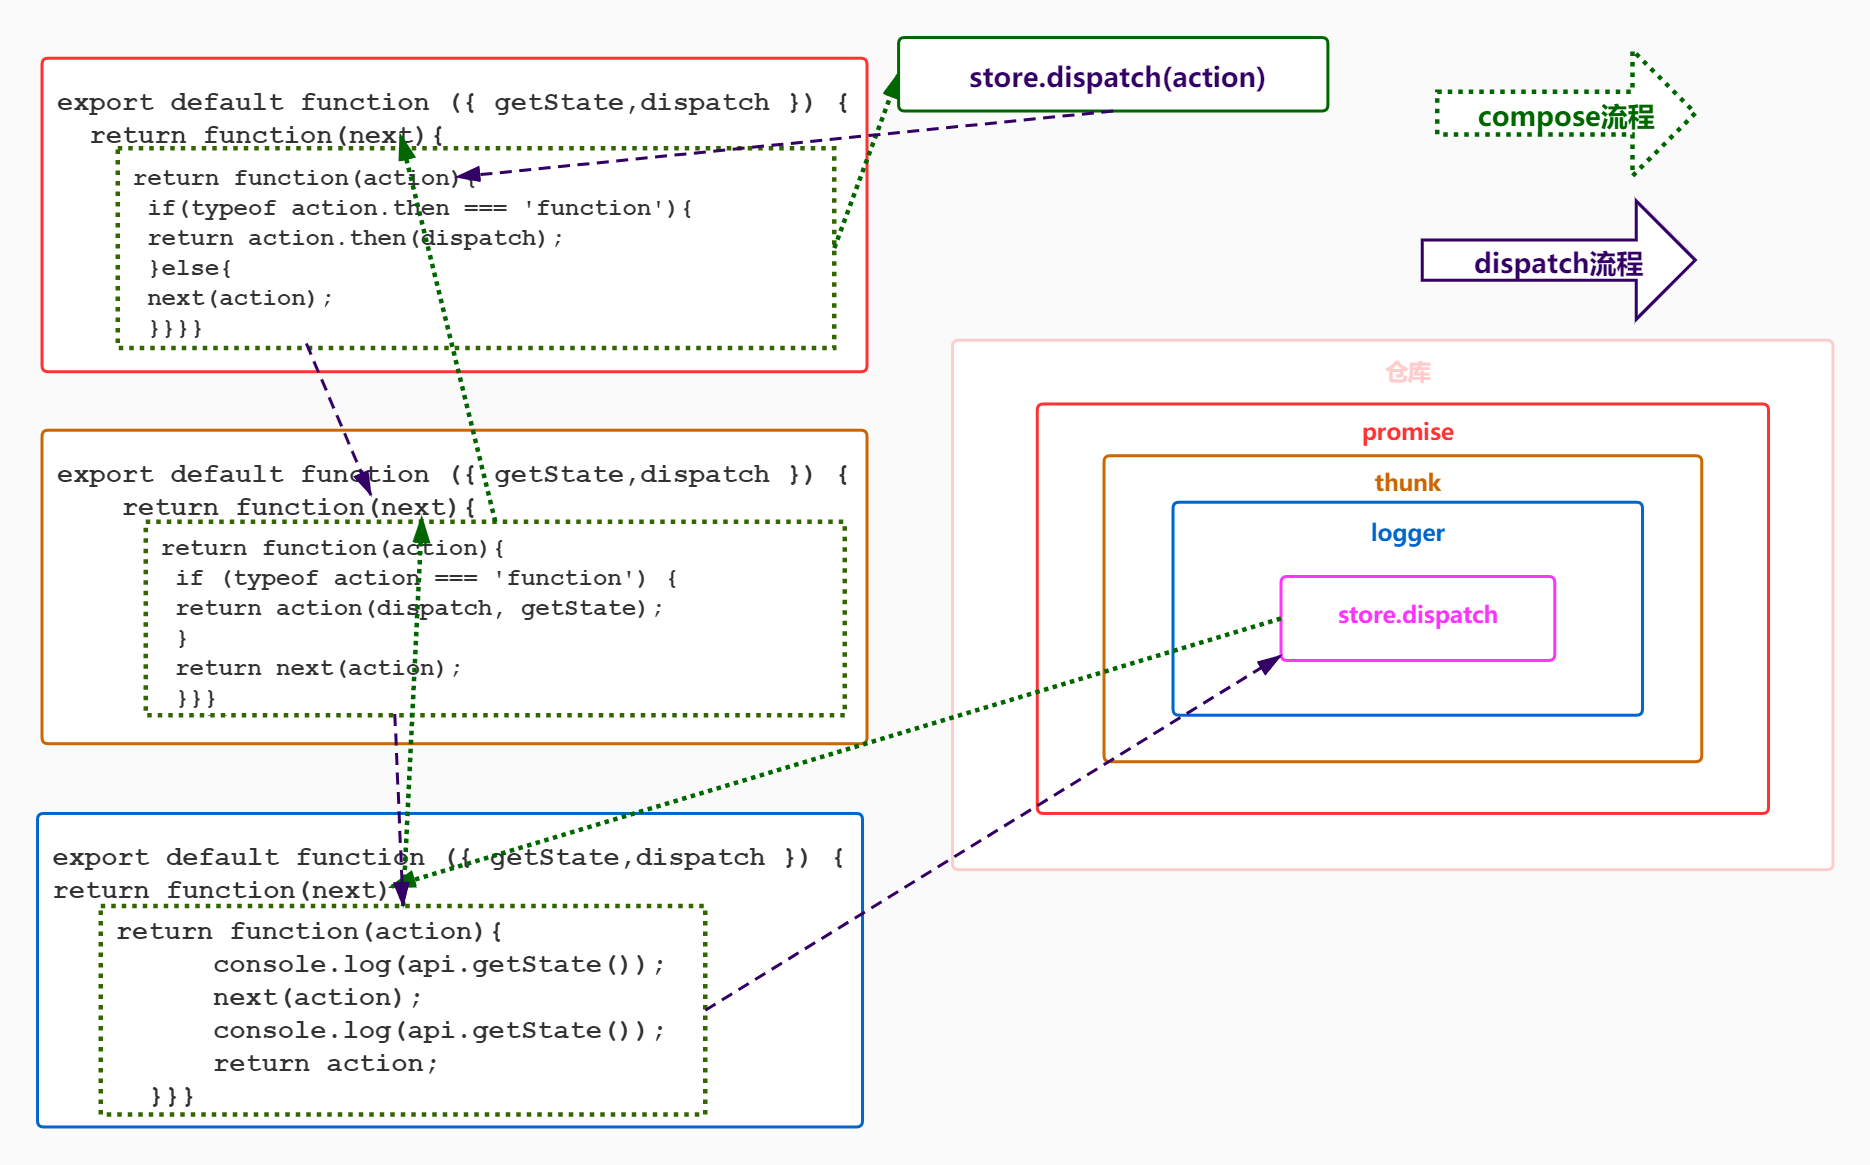 export default function ({ getState,dispatch }) {
return function(next){
return function(action){
if(typeof action.then === 'function'){
return action.then(dispatch);
}else{
next(action);
}}}}
export default function ({ getState,dispatch }) {
return function(next){
return function(action){
if (typeof action === 'function') {
return action(dispatch, getState);
}
return next(action);
}}}
export default function ({ getState,dispatch }) {
return function(next)
return function(action){
console.log(api.getState());
next(action);
console.log(api.getState());
return action;
}}}
store.dispatch(action)
compose流程
dispatch流程
仓库
promise
thunk
logger
store.dispatch